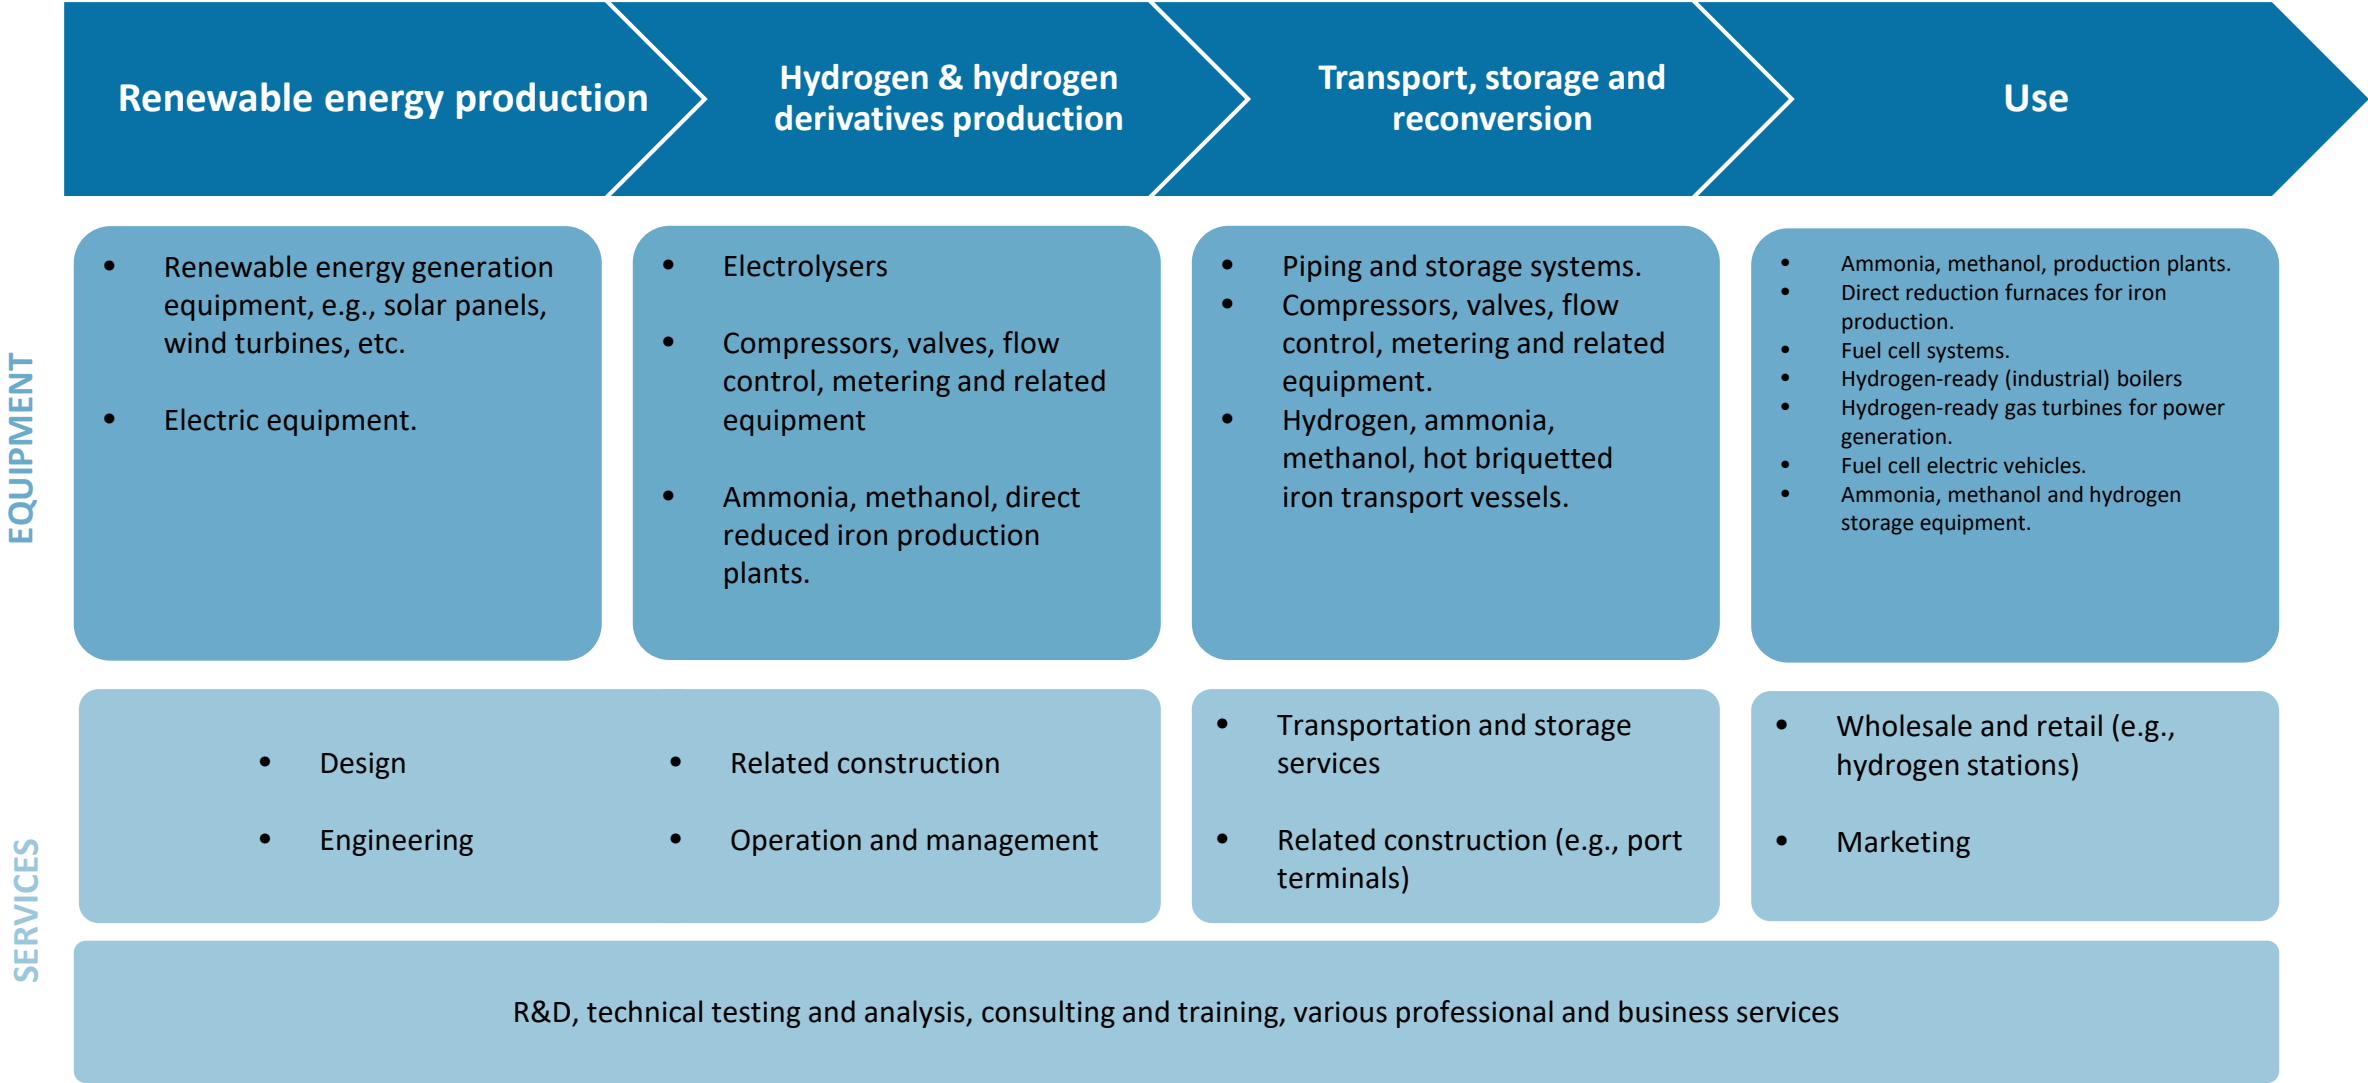 Renewable energy production
Hydrogen & hydrogen
derivatives production
Transport, storage and
reconversion
Use
EQUIPMENT
• Renewable energy generation
equipment, e.g., solar panels,
wind turbines, etc.
• Electric equipment.
• Electrolysers
• Compressors, valves, flow
control, metering and related
equipment
• Ammonia, methanol, direct
reduced iron production
plants.
• Piping and storage systems.
• Compressors, valves, flow
control, metering and related
equipment.
• Hydrogen, ammonia,
methanol, hot briquetted
iron transport vessels.
• Ammonia, methanol, production plants.
• Direct reduction furnaces for iron
production.
• Fuel cell systems.
• Hydrogen-ready (industrial) boilers
• Hydrogen-ready gas turbines for power
generation.
• Fuel cell electric vehicles.
• Ammonia, methanol and hydrogen
storage equipment.
SERVICES
• Design
• Engineering
• Related construction
• Operation and management
• Transportation and storage
services
• Related construction (e.g., port
terminals)
• Wholesale and retail (e.g.,
hydrogen stations)
• Marketing
R&D, technical testing and analysis, consulting and training, various professional and business services